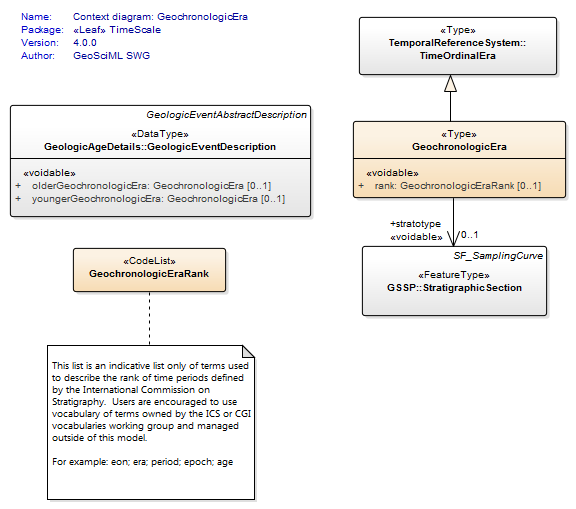 Name: Context diagram: GeochronologicEra
Package: «Leaf» TimeScale
Version: 4.0.0
Author: GeoSciML SWG
«Type»
TemporalReferenceSystem::
TimeOrdinalEra
GeologicEventAbstractDescription
«DataType»
GeologicAgeDetails::GeologicEventDescription
«voidable»
+ olderGeochronologicEra: GeochronologicEra [0..1]
+ youngerGeochronologicEra: GeochronologicEra [0..1]
«Type»
GeochronologicEra
«voidable»
+ rank: GeochronologicEraRank [0..1]
+stratotype
«voidable» 0..1
SF_SamplingCurve
«FeatureType»
GSSP::StratigraphicSection
«CodeList»
GeochronologicEraRank
This list is an indicative list only of terms used
to describe the rank of time periods defined
by the International Commission on
Stratigraphy. Users are encouraged to use
vocabulary of terms owned by the ICS or CGI
vocabularies working group and managed
outside of this model.
For example: eon; era; period; epoch; age